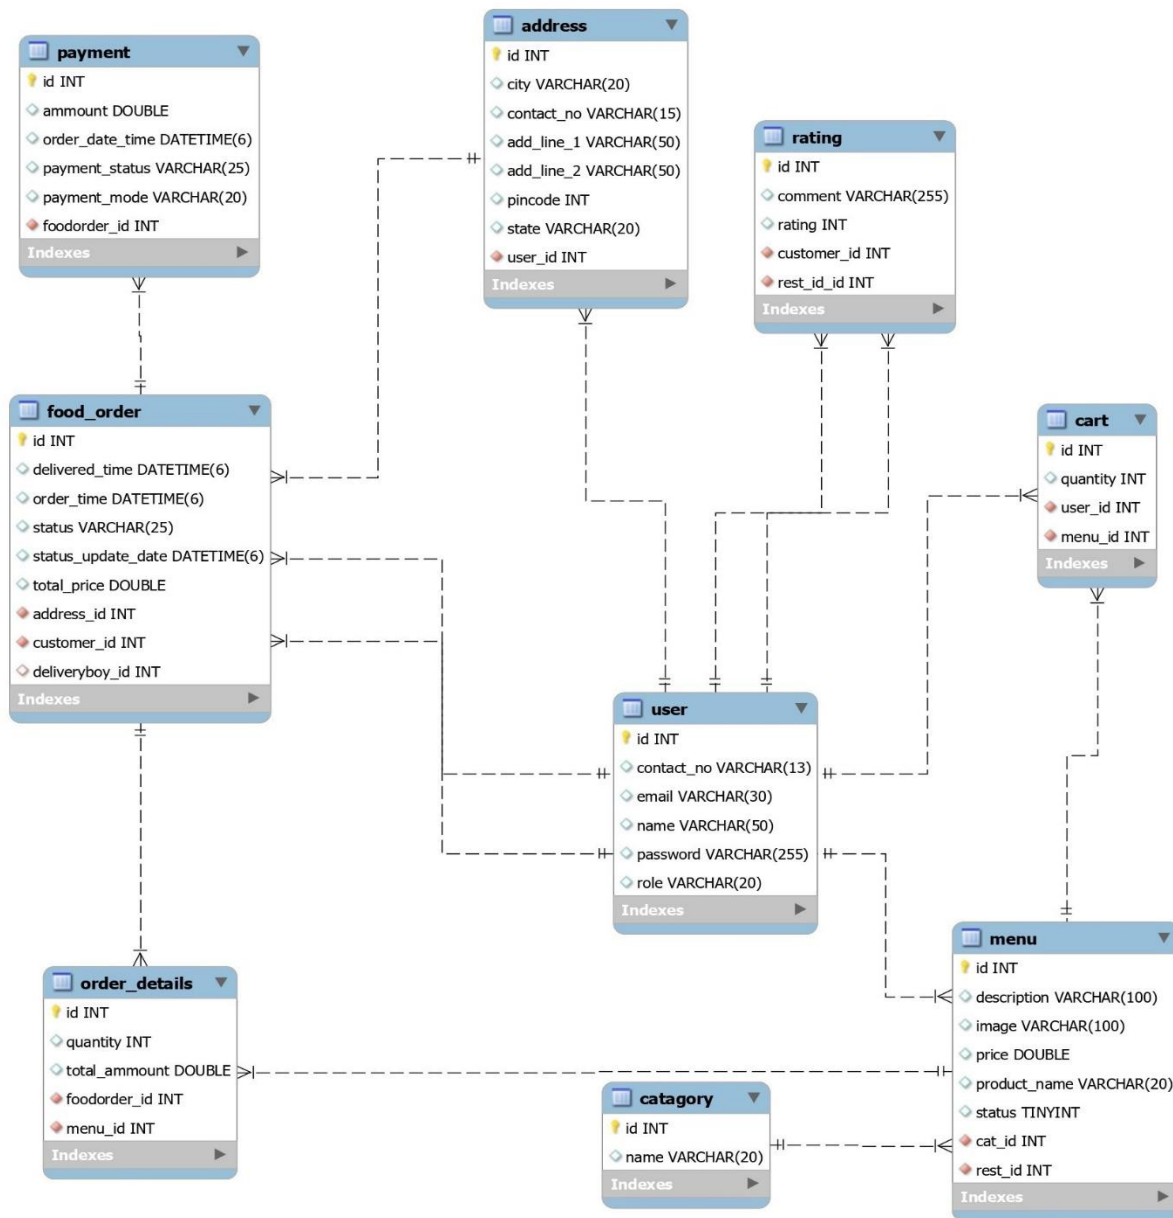 payment
id INT
ammount DOUBLE
order_date_time DATETIME(6)
payment_status VARCHAR(25)
payment_mode VARCHAR(20)
foodorder_id INT
Indexes
address
id INT
city VARCHAR(20)
contact_no VARCHAR(15)
add_line_1 VARCHAR(50)
add_line_2 VARCHAR(50)
pincode INT
state VARCHAR(20)
user_id INT
Indexes
rating
id INT
comment VARCHAR(255)
rating INT
customer_id INT
rest_id_id INT
Indexes
food_order
id INT
delivered_time DATETIME(6)
order_time DATETIME(6)
status VARCHAR(25)
status_update_date DATETIME(6)
total_price DOUBLE
address_id INT
customer_id INT
deliveryboy_id INT
Indexes
cart
id INT
quantity INT
user_id INT
menu_id INT
Indexes
user
id INT
contact_no VARCHAR(13)
email VARCHAR(30)
name VARCHAR(50)
password VARCHAR(255)
role VARCHAR(20)
Indexes
order_details
id INT
quantity INT
total_ammount DOUBLE
foodorder_id INT
menu_id INT
Indexes
catagory
id INT
name VARCHAR(20)
Indexes
menu
id INT
description VARCHAR(100)
image VARCHAR(100)
price DOUBLE
product_name VARCHAR(20)
status TINYINT
cat_id INT
rest_id INT
Indexes